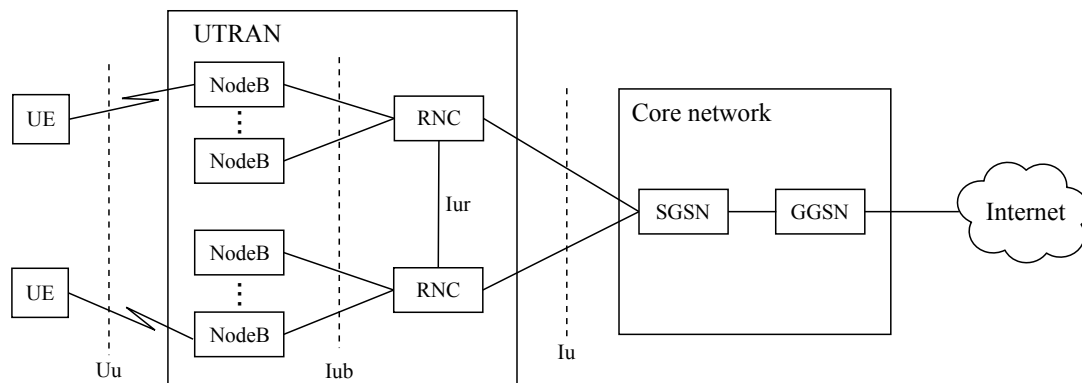 UTRAN
NodeB
UE
RNC
NodeB
Core network
Iur
SGSN
GGSN
Internet
NodeB
UE
RNC
NodeB
Uu
Iub
Iu